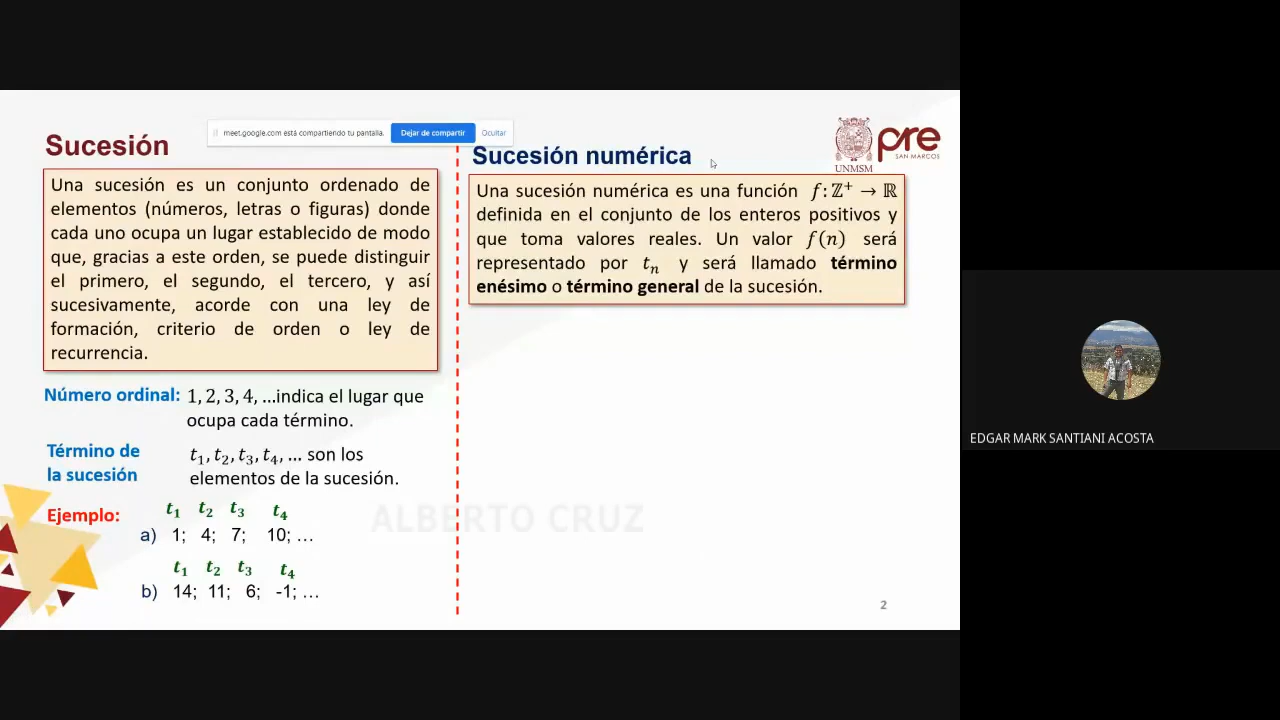 Sucesión
meet.google.com está compartiendo tu pantalla.
Dejar de compartir
Ocultar
Una sucesión es un conjunto ordenado de
elementos (números, letras o figuras) donde
cada uno ocupa un lugar establecido de modo
que, gracias a este orden, se puede distinguir
el primero, el segundo, el tercero, y así
sucesivamente, acorde con una ley de
formación, criterio de orden o ley de
recurrencia.
Número ordinal: 1, 2, 3, 4, ...indica el lugar que
ocupa cada término.
Término de
la sucesión
t₁, t₂, t₃, t₄, ... son los
elementos de la sucesión.
Ejemplo:
t₁ t₂ t₃ t₄
a) 1; 4; 7; 10; ...
t₁ t₂ t₃ t₄
b) 14; 11; 6; -1; ...
Sucesión numérica
UNMSM
pre
SAN MARCOS
Una sucesión numérica es una función f: ℤ⁺ → ℝ
definida en el conjunto de los enteros positivos y
que toma valores reales. Un valor f(n) será
representado por tₙ y será llamado término
enésimo o término general de la sucesión.
ALBERTO CRUZ
2
EDGAR MARK SANTIANI ACOSTA